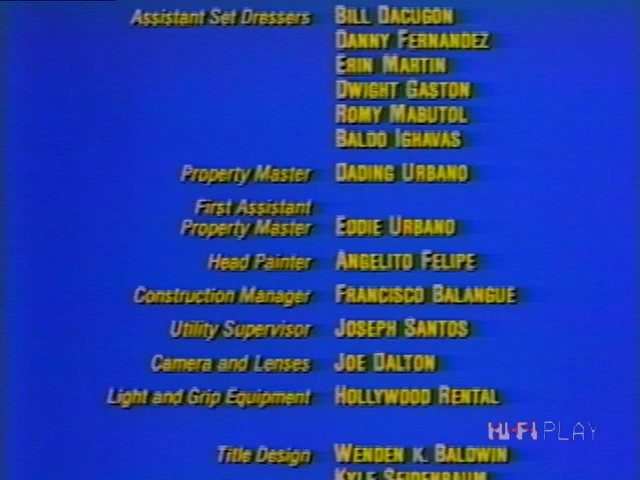 Assistant Set Dressers BILL DACUGON
DANNY FERNANDEZ
ERIN MARTIN
DWIGHT GASTON
ROMY MABUTOL
BALDO IGHAVAS
Property Master DADING URBANO
First Assistant
Property Master EDDIE URBANO
Head Painter ANGELITO FELIPE
Construction Manager FRANCISCO BALANGUE
Utility Supervisor JOSEPH SANTOS
Camera and Lenses JOE DALTON
Light and Grip Equipment HOLLYWOOD RENTAL
HI-FI PLAY
Title Design WENDEN K. BALDWIN
KYLE SEIDENBAUM